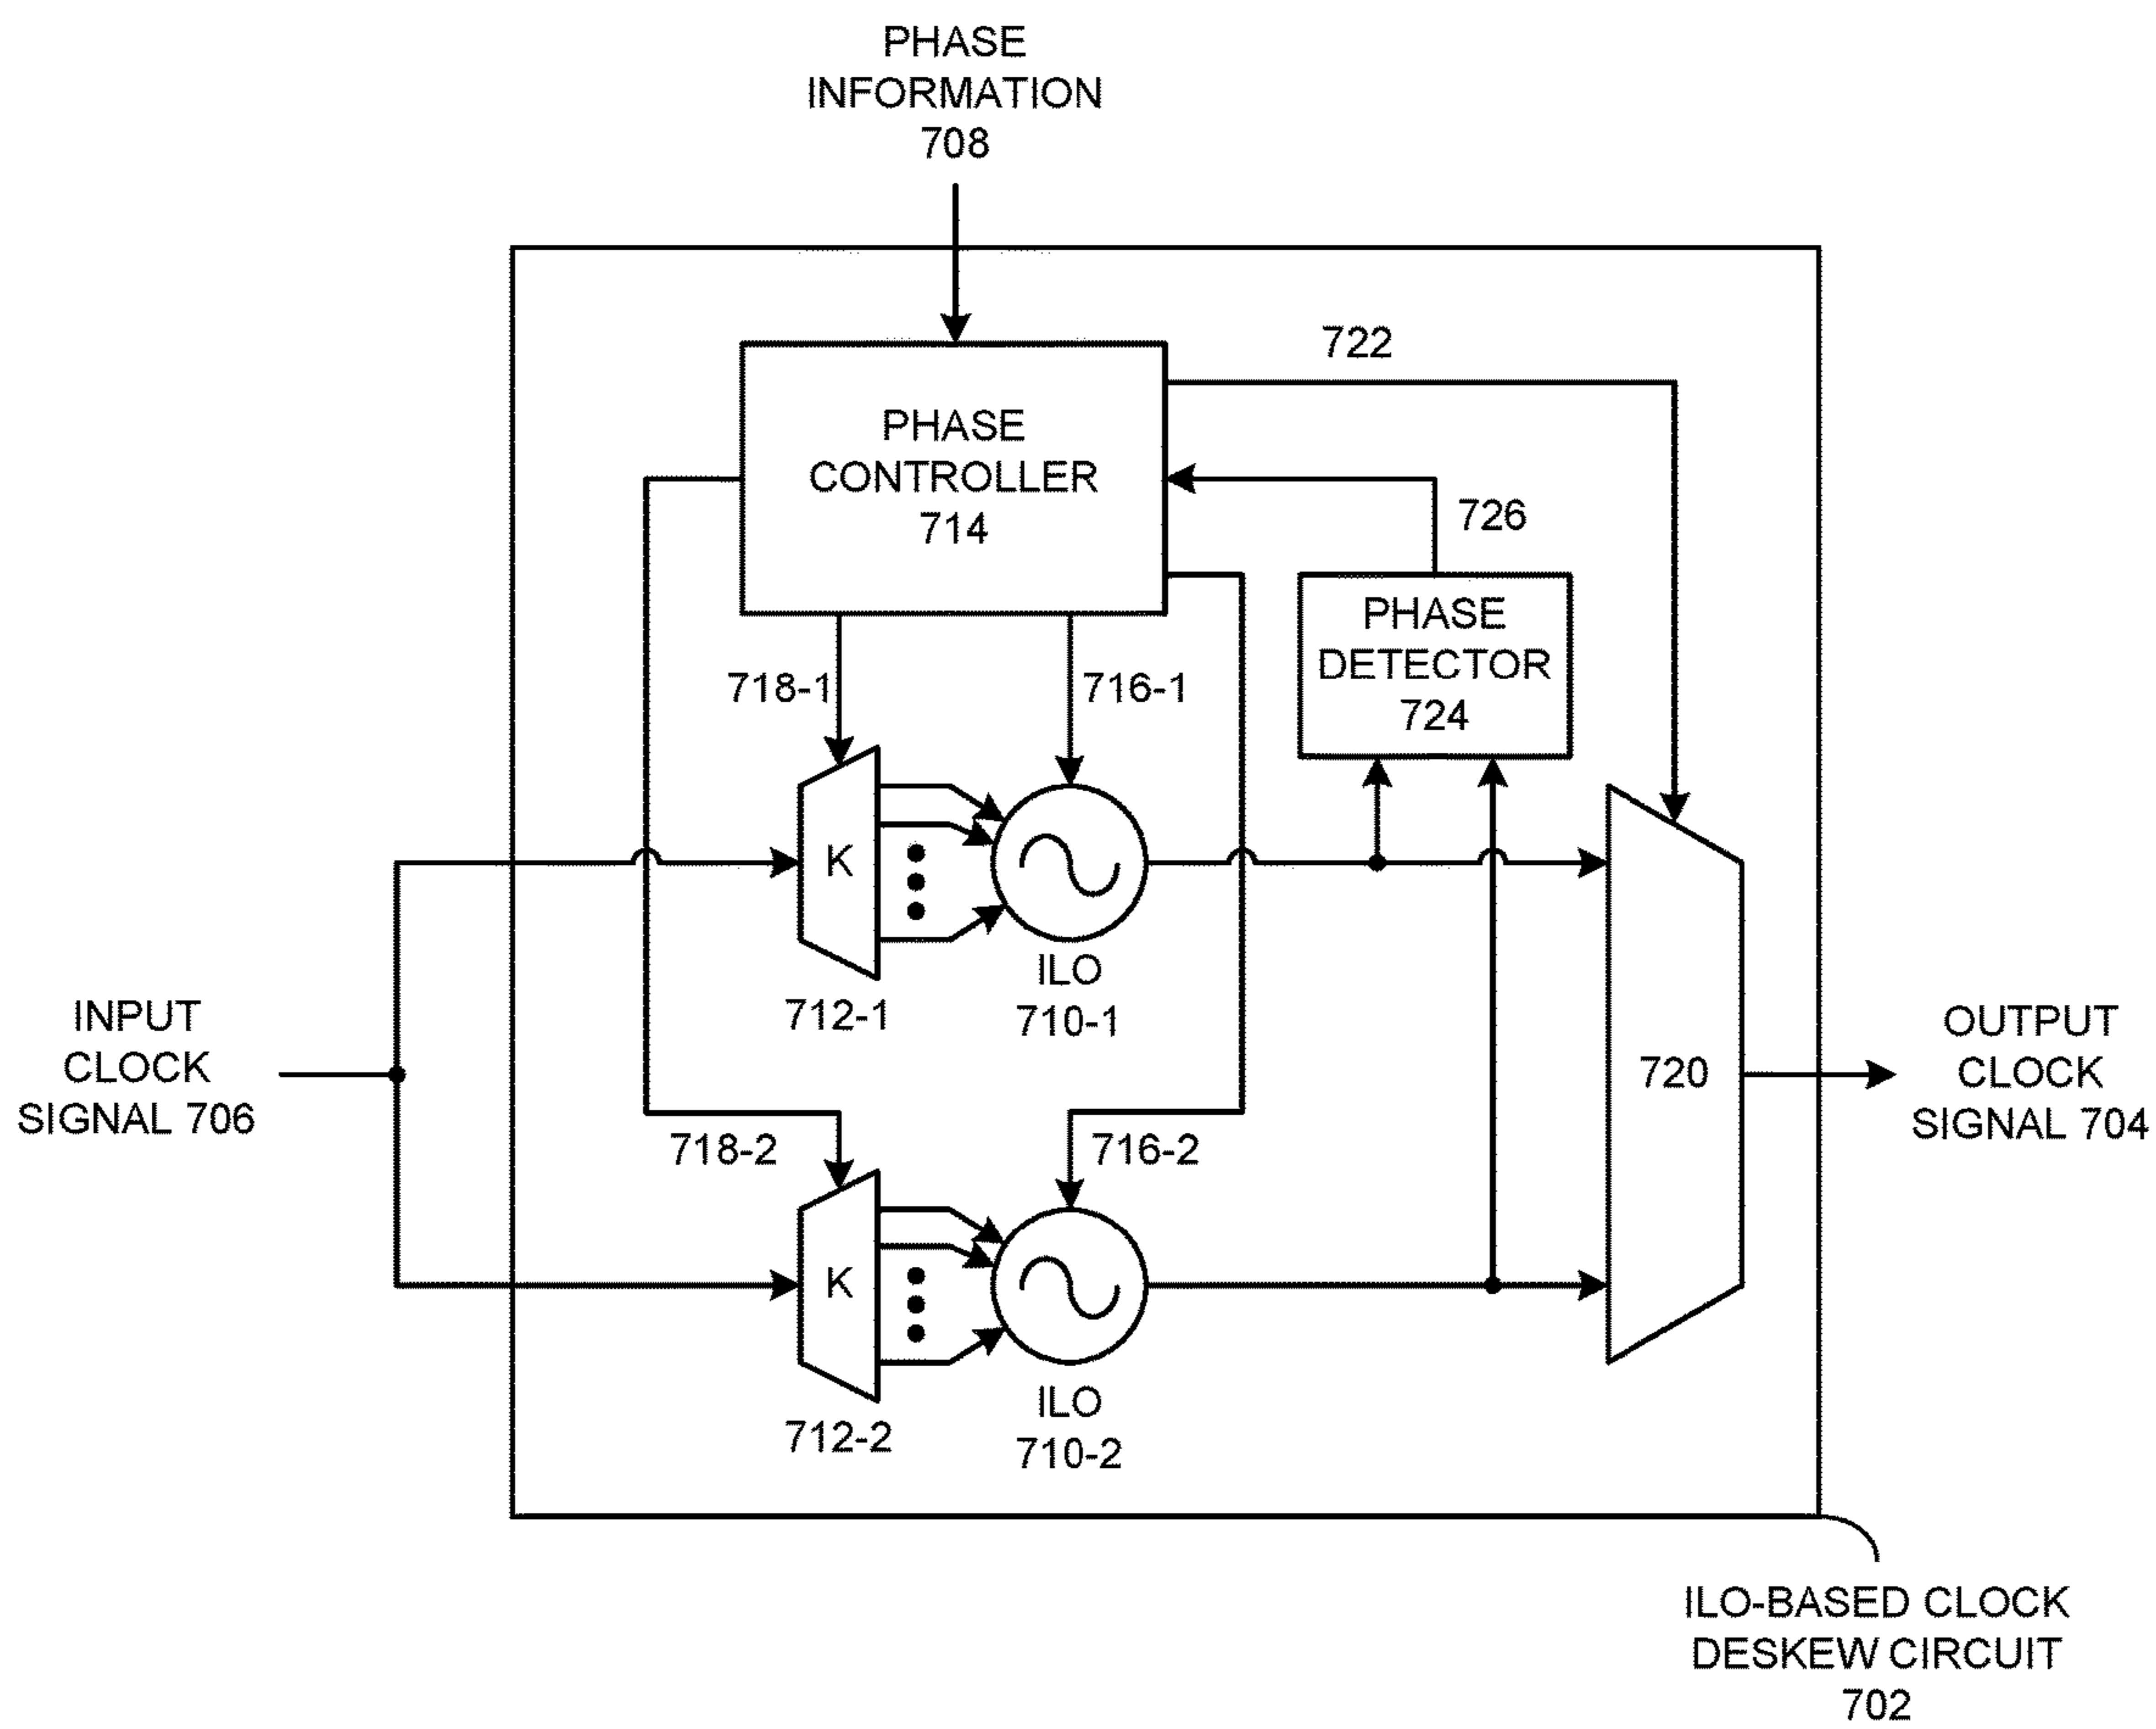 PHASE
INFORMATION
708
722
PHASE
CONTROLLER
714
726
PHASE
DETECTOR
724
718-1
716-1
K
712-1
ILO
710-1
INPUT
CLOCK
SIGNAL 706
720
OUTPUT
CLOCK
SIGNAL 704
718-2
716-2
K
712-2
ILO
710-2
ILO-BASED CLOCK
DESKEW CIRCUIT
702